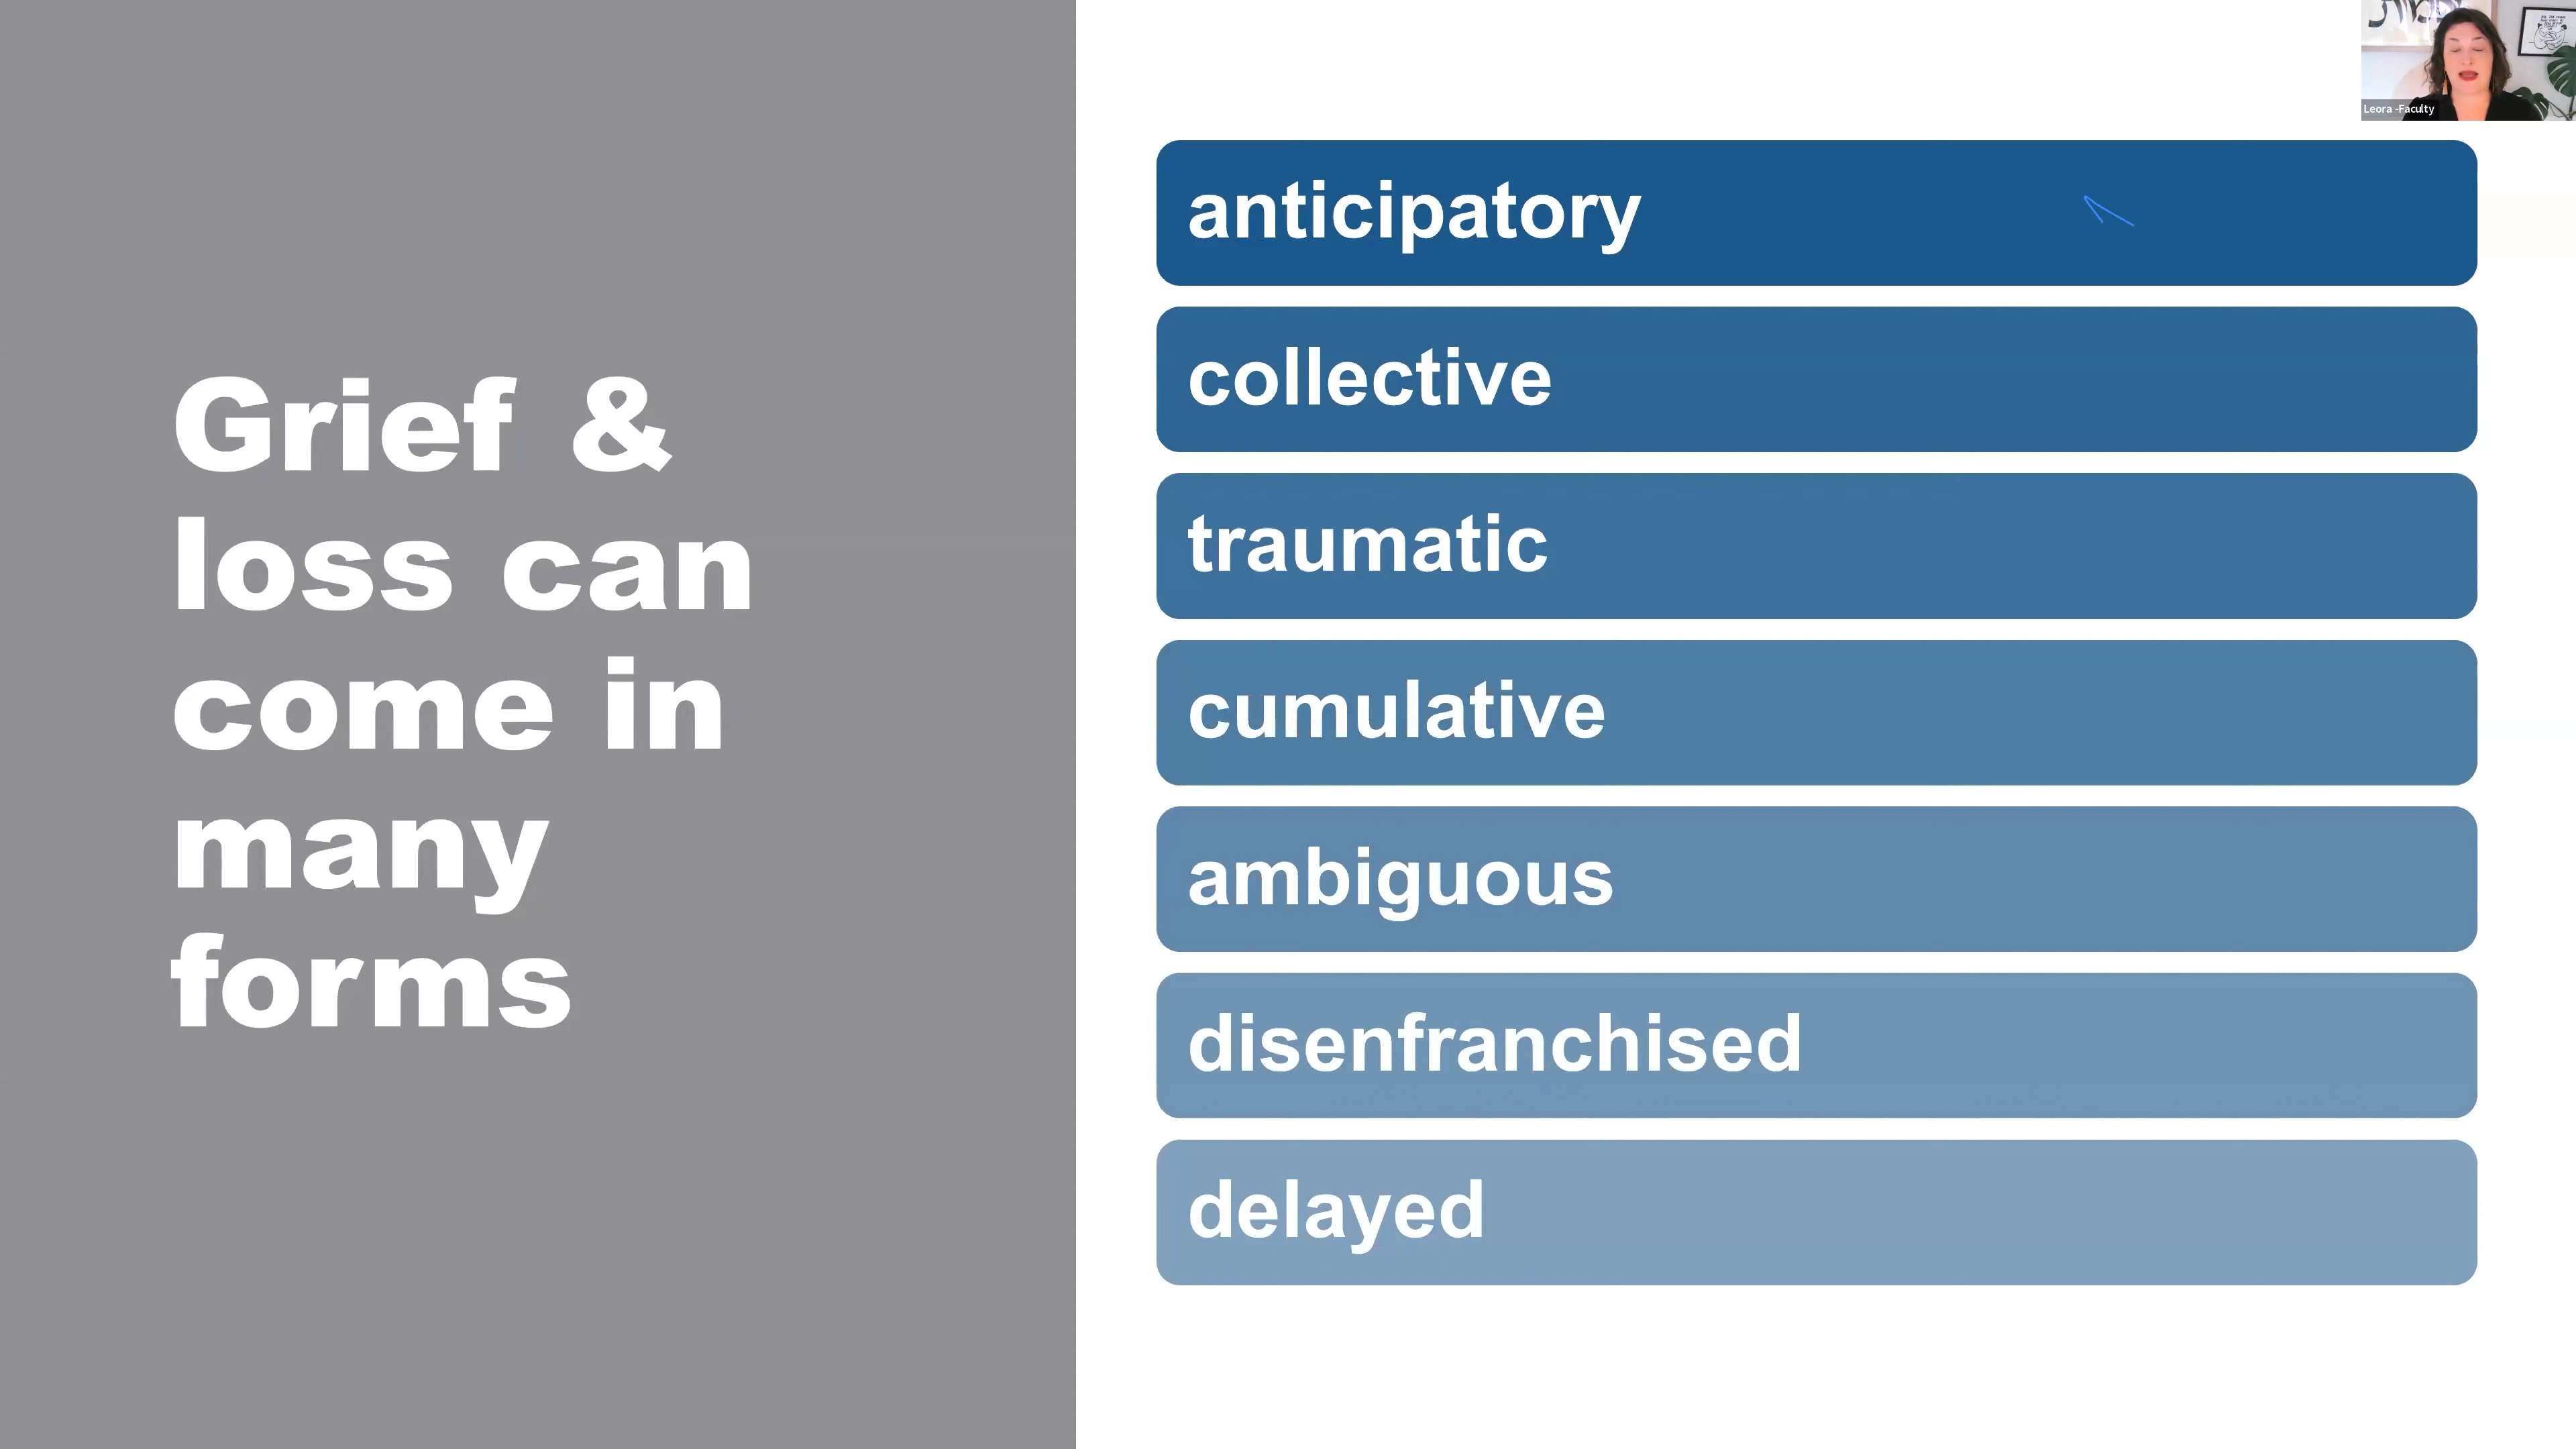 Grief &
loss can
come in
many
forms
anticipatory
collective
traumatic
cumulative
ambiguous
disenfranchised
delayed
Leora -Faculty